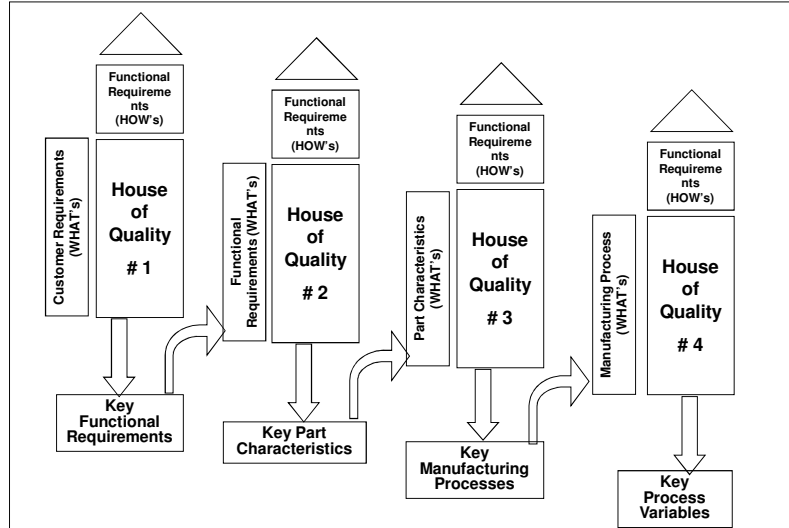 Functional
Requireme
nts
(HOW's)
Customer Requirements
(WHAT's)
House
of
Quality
# 1
Key
Functional
Requirements
Functional
Requireme
nts
(HOW's)
Functional
Requirements (WHAT's)
House
of
Quality
# 2
Key Part
Characteristics
Functional
Requireme
nts
(HOW's)
Part Characteristics
(WHAT's)
House
of
Quality
# 3
Key
Manufacturing
Processes
Functional
Requireme
nts
(HOW's)
Manufacturing Process
(WHAT's)
House
of
Quality
# 4
Key
Process
Variables